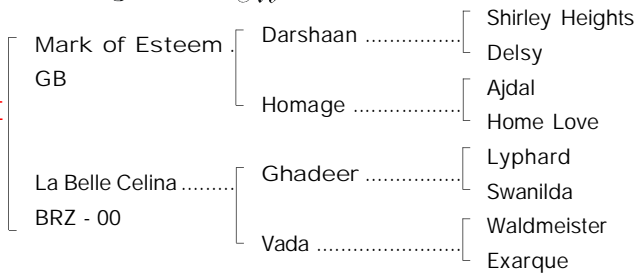 Shirley Heights
Darshaan ................
Mark of Esteem .
Delsy
GB
Ajdal
Homage ..................
Home Love
Lyphard
Ghadeer ................
La Belle Celina .........
Swanilda
BRZ - 00
Waldmeister
Vada .......................
Exarque